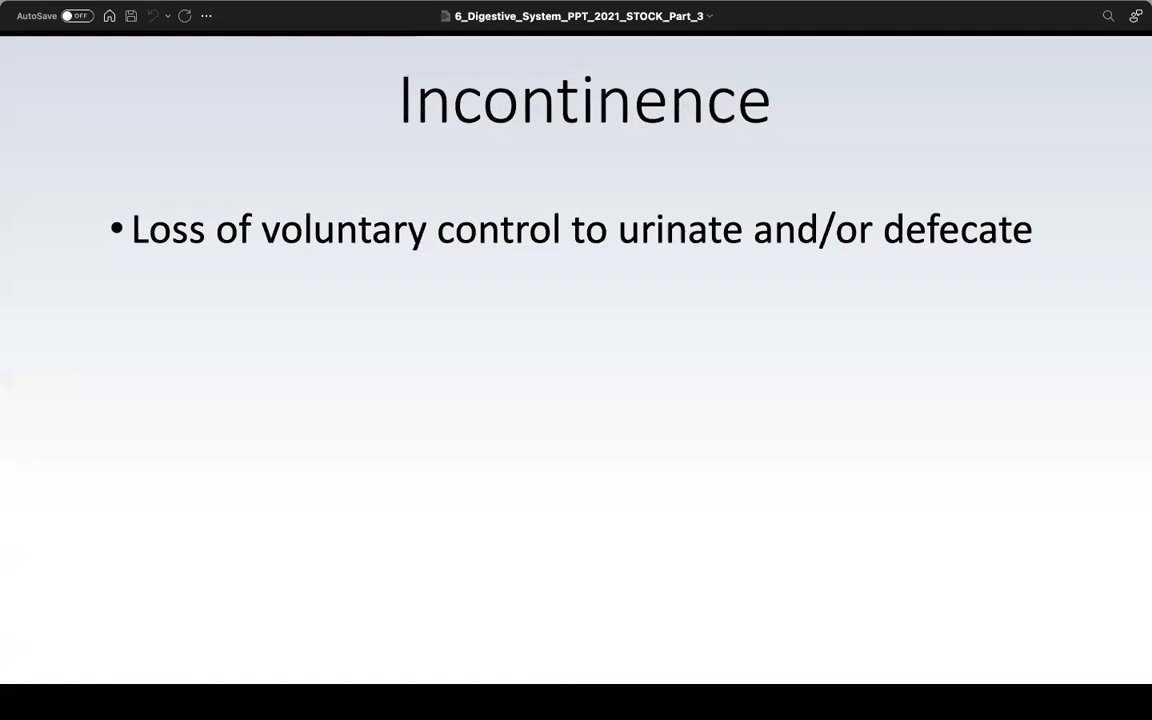 AutoSave OFF ... 6_Digestive_System_PPT_2021_STOCK_Part_3
Incontinence
• Loss of voluntary control to urinate and/or defecate